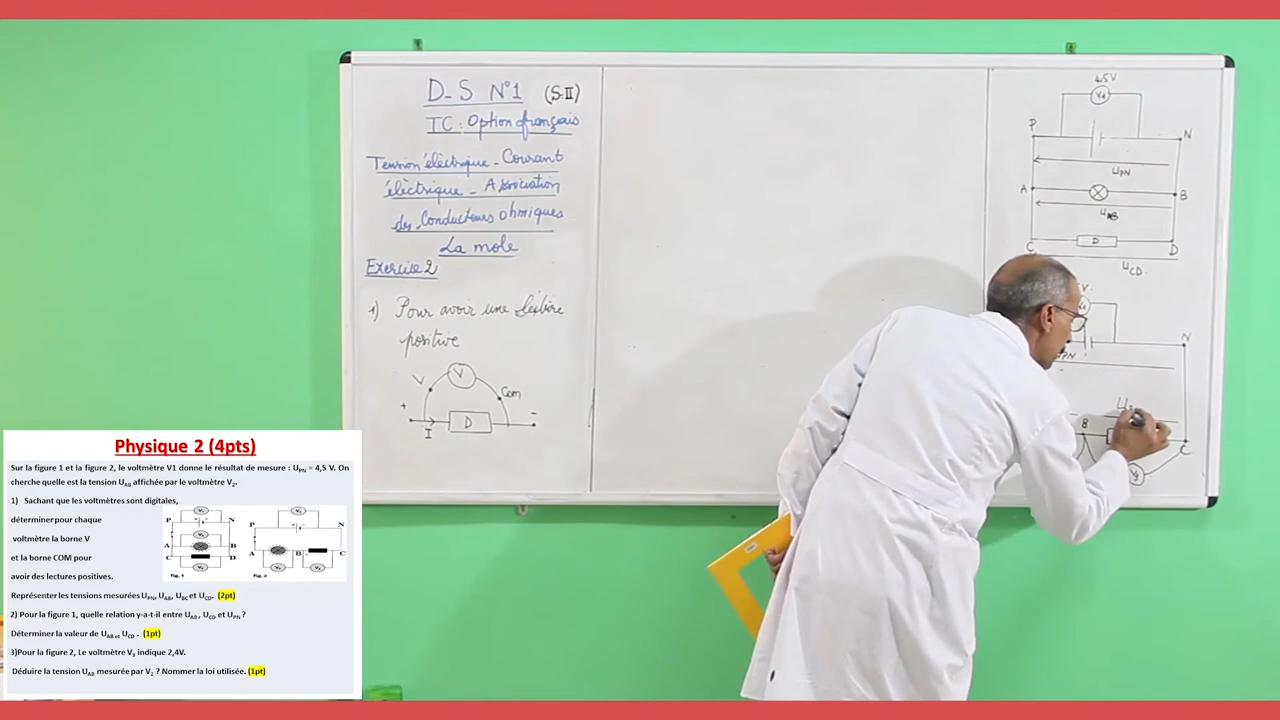 D_ S N°1 (S-II)
TC: Option français
Tension électrique _ Courant
électrique _ Association
des Conducteurs Ohmiques
La mole
Exercice 2
1) Pour avoir une
positive
V
V
Com
+
-
I
D
4,5V
V1
P
N
UPN
A
B
UAB
D
C
D
UCD.
N
PN
U
B
C
V3
Physique 2 (4pts)
Sur la figure 1 et la figure 2, le voltmètre V1 donne le résultat de mesure : UPN = 4,5 V. On
cherche quelle est la tension UAB affichée par le voltmètre V2.
1) Sachant que les voltmètres sont digitales,
déterminer pour chaque
voltmètre la borne V
et la borne COM pour
avoir des lectures positives.
P
N
A
B
C
D
Fig. 1
P
N
A
B
C
Fig. 2
Représenter les tensions mesurées UPN, UAB, UBC et UCD. (2pt)
2) Pour la figure 1, quelle relation y-a-t-il entre UAB, UCD et UPN ?
Déterminer la valeur de UAB et UCD . (1pt)
3)Pour la figure 2, Le voltmètre V3 indique 2,4V.
Déduire la tension UAB mesurée par V2 ? Nommer la loi utilisée. (1pt)